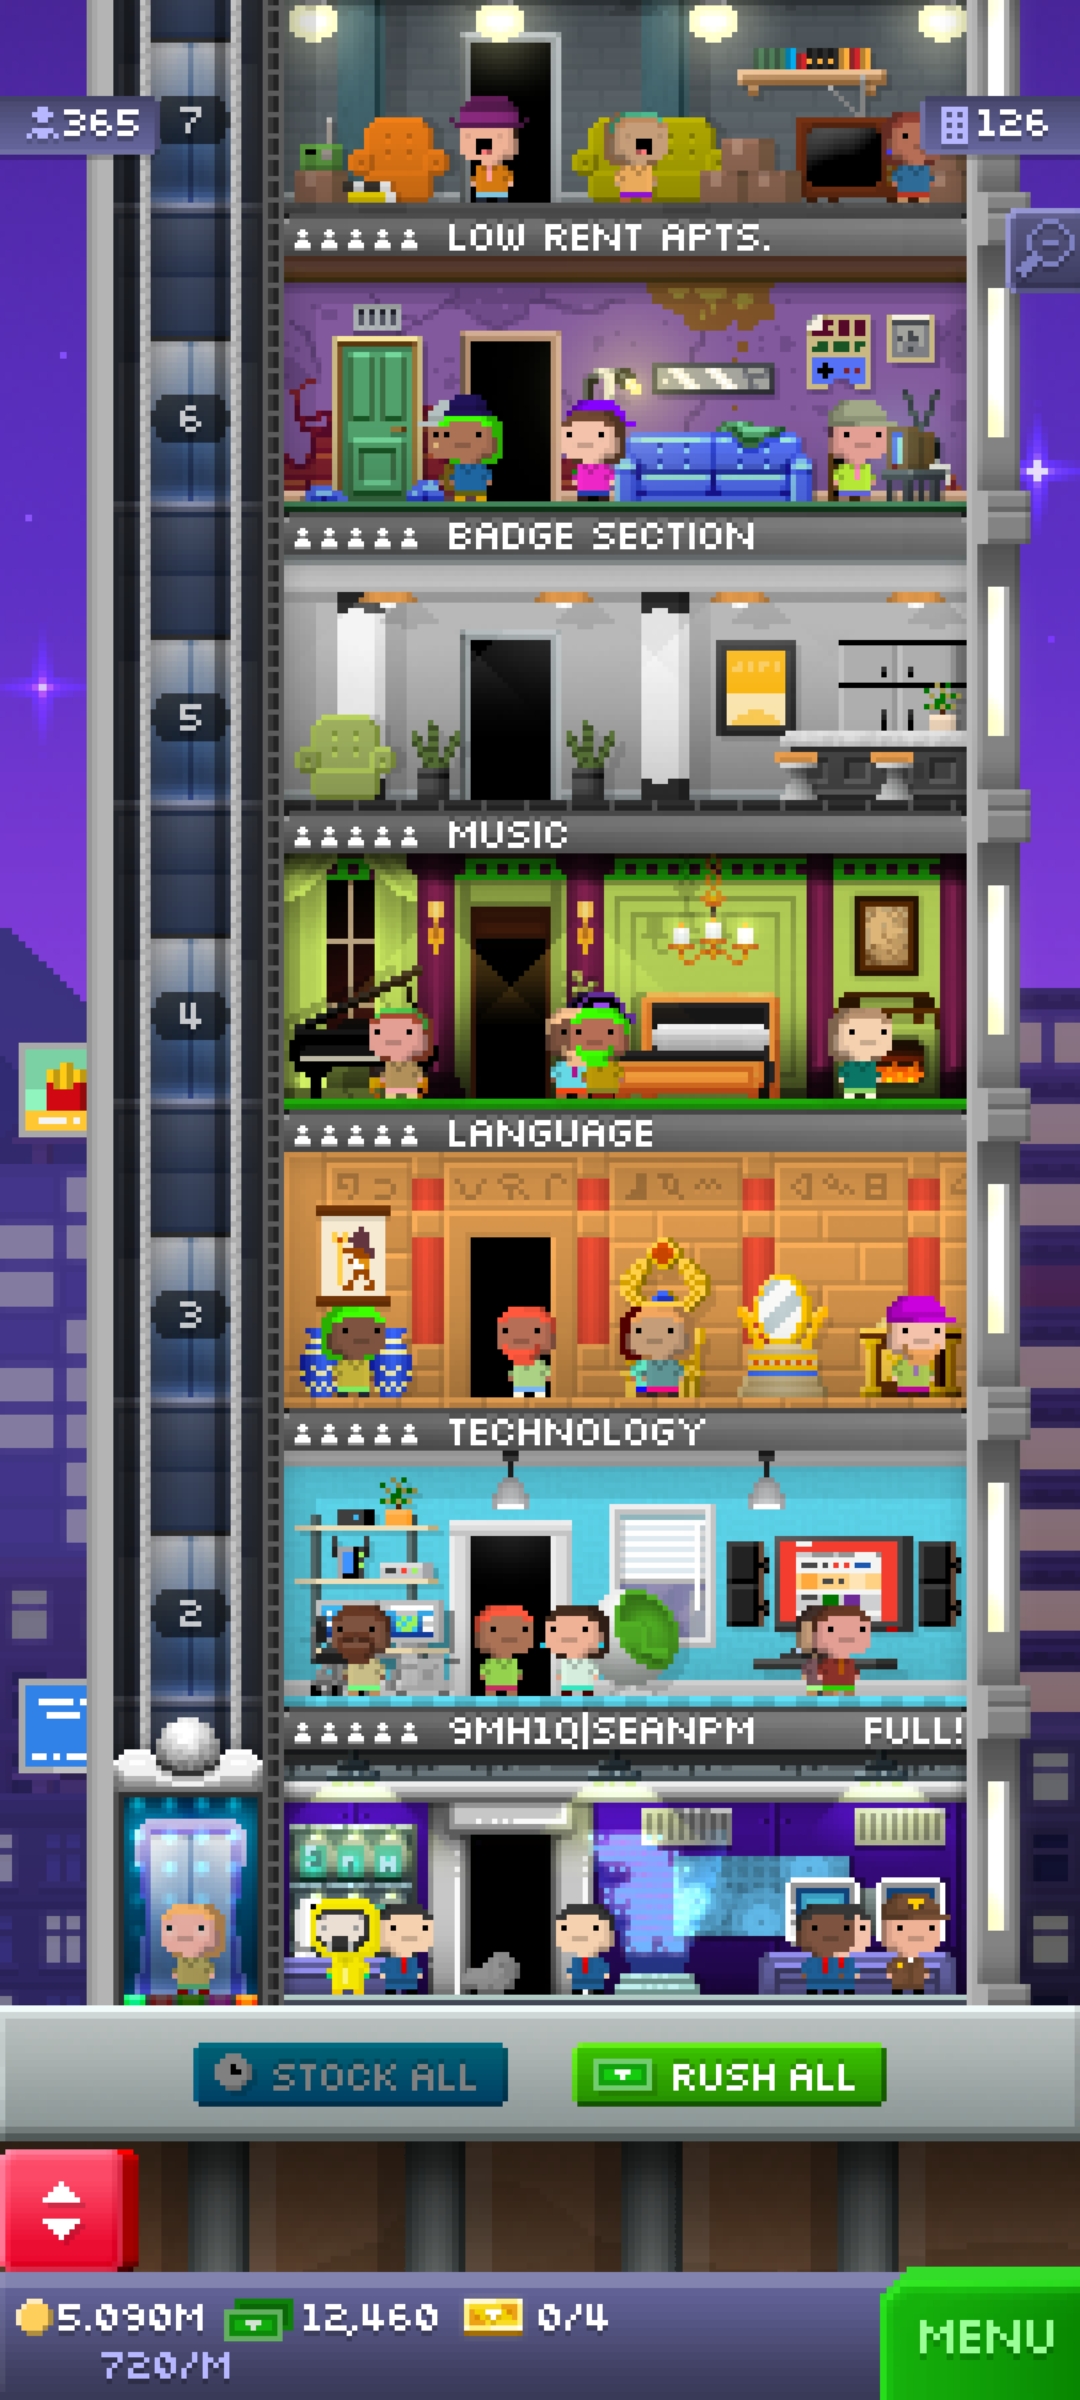 7
365
126
LOW RENT APTS.
6
BADGE SECTION
5
MUSIC
4
LANGUAGE
3
TECHNOLOGY
2
9MH1Q|SEANPM FULL!
STOCK ALL
RUSH ALL
5.090M
12,460
0/4
720/M
MENU